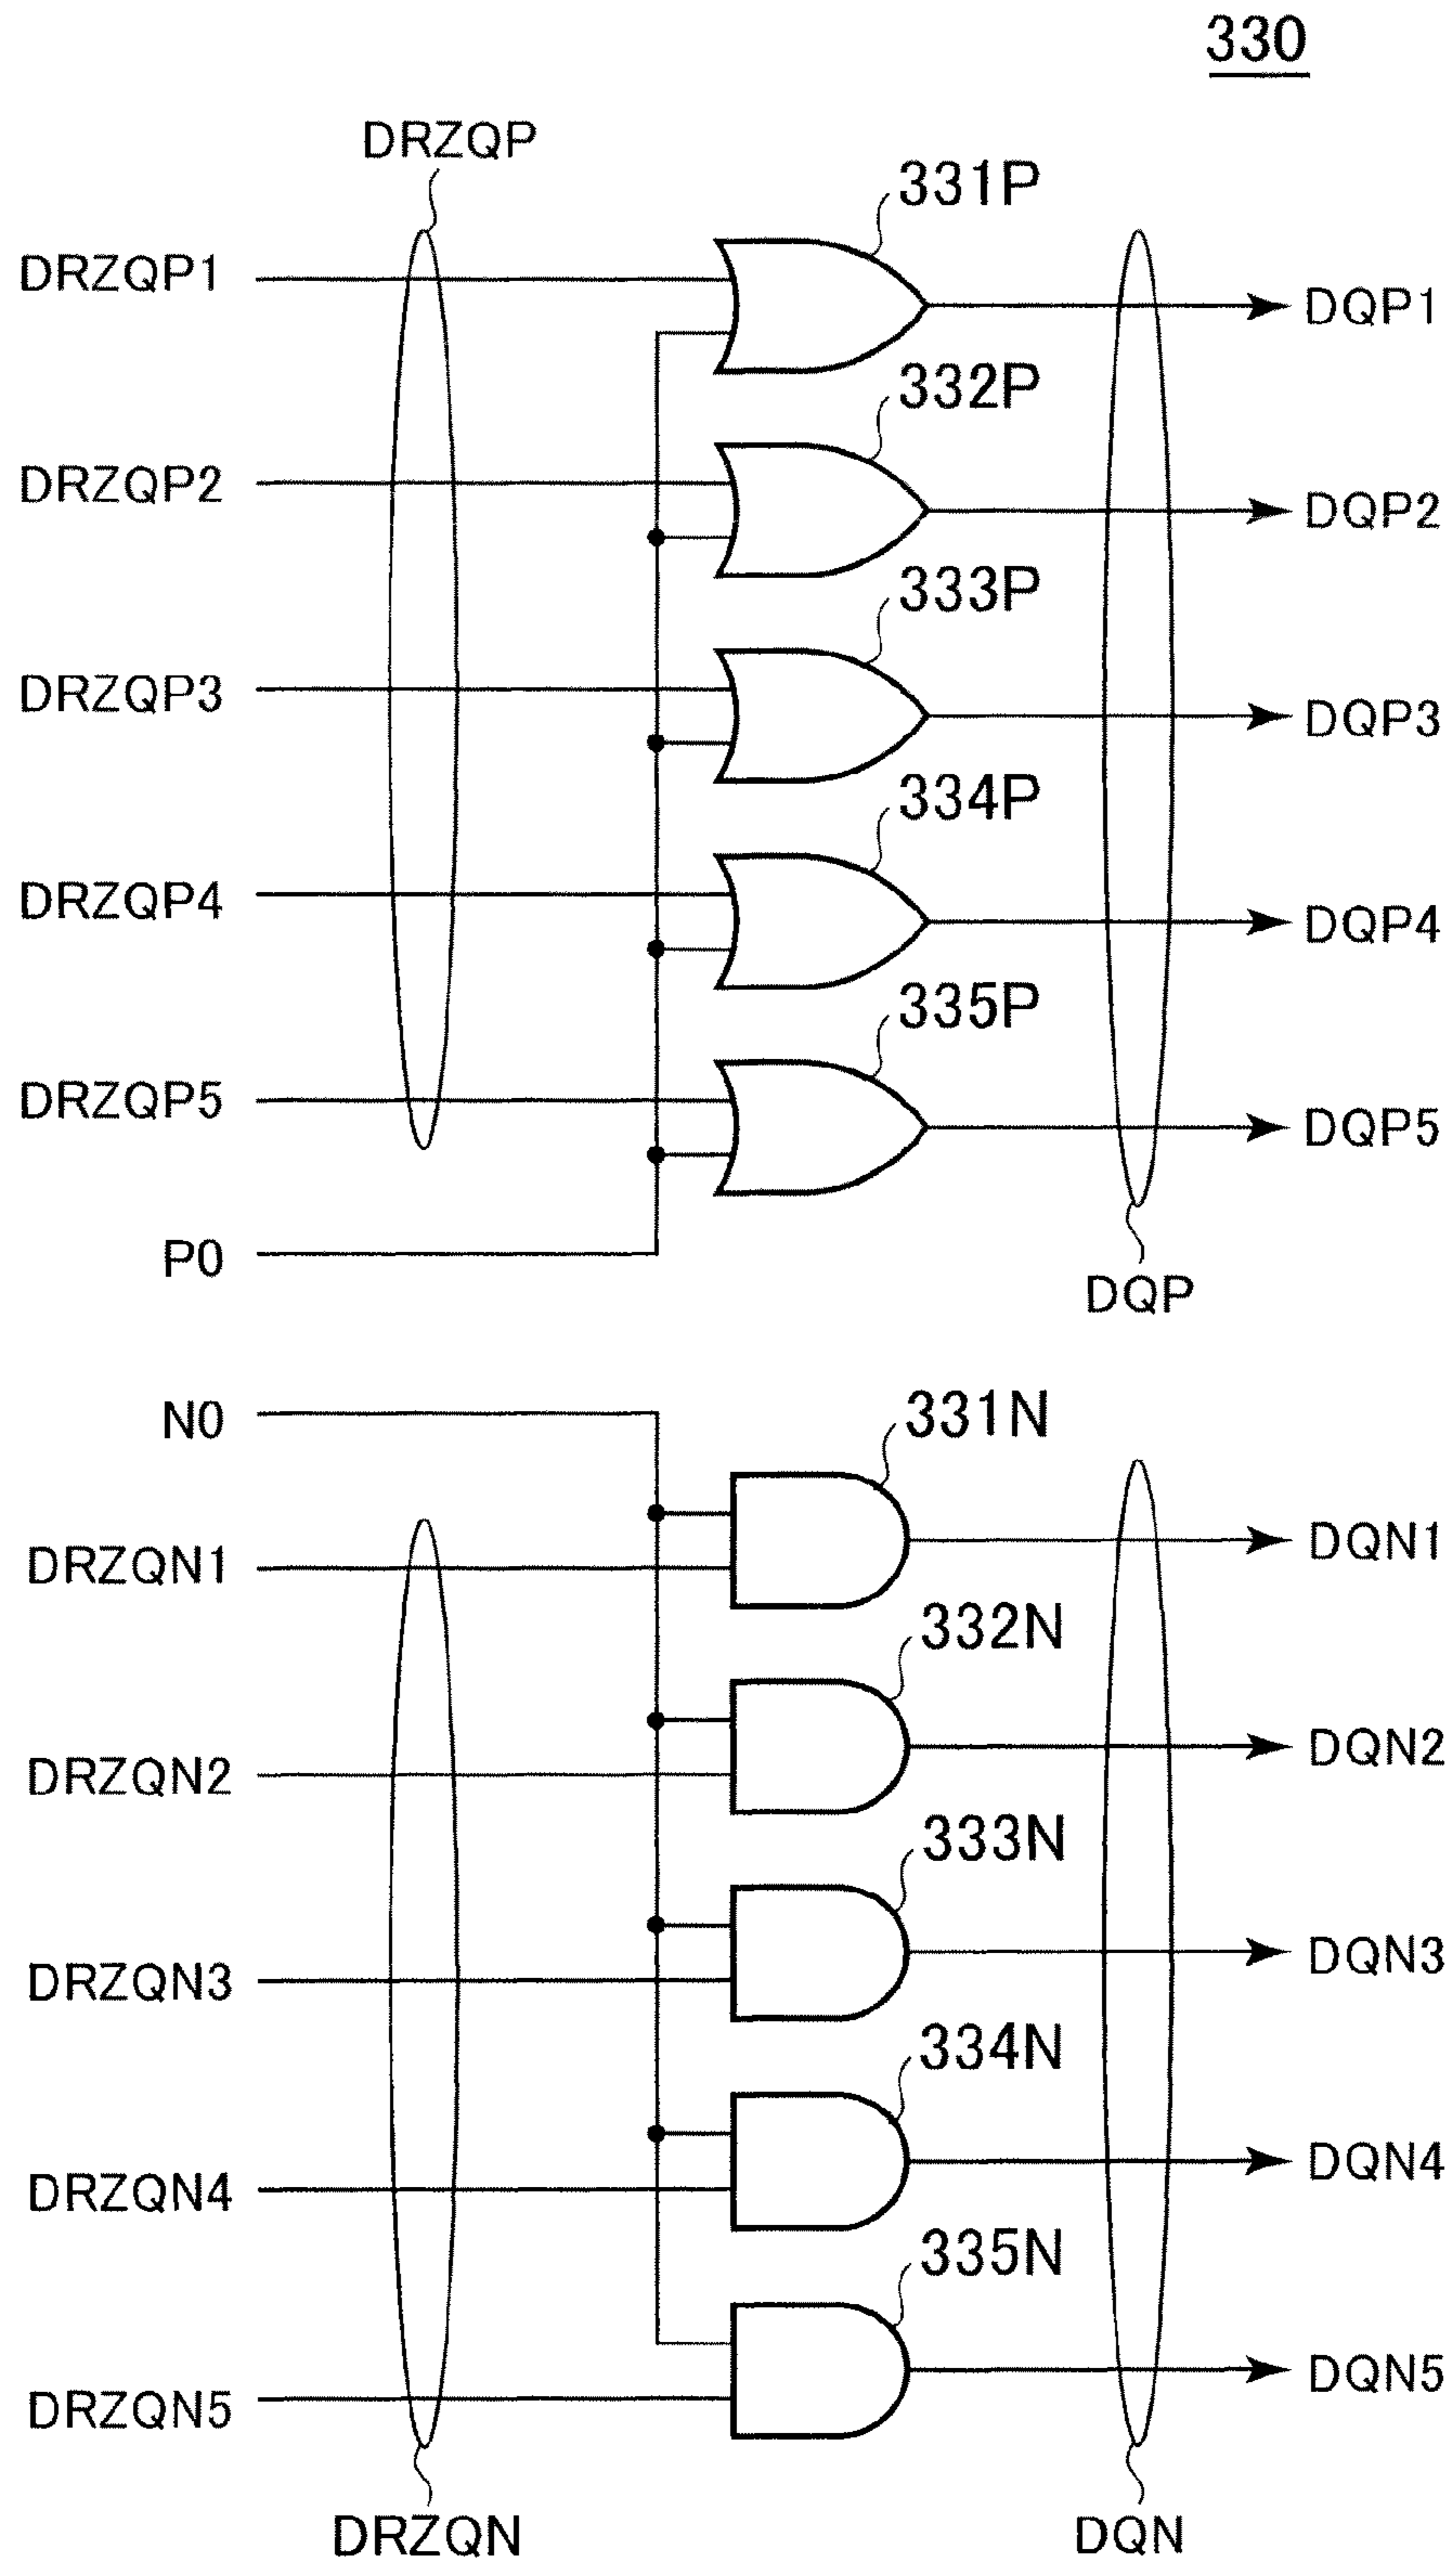 330
DRZQP
331P
DRZQP1
DQP1
332P
DRZQP2
DQP2
333P
DRZQP3
DQP3
334P
DRZQP4
DQP4
335P
DRZQP5
DQP5
P0
DQP
N0
331N
DRZQN1
DQN1
332N
DRZQN2
DQN2
333N
DRZQN3
DQN3
334N
DRZQN4
DQN4
335N
DRZQN5
DQN5
DRZQN
DQN